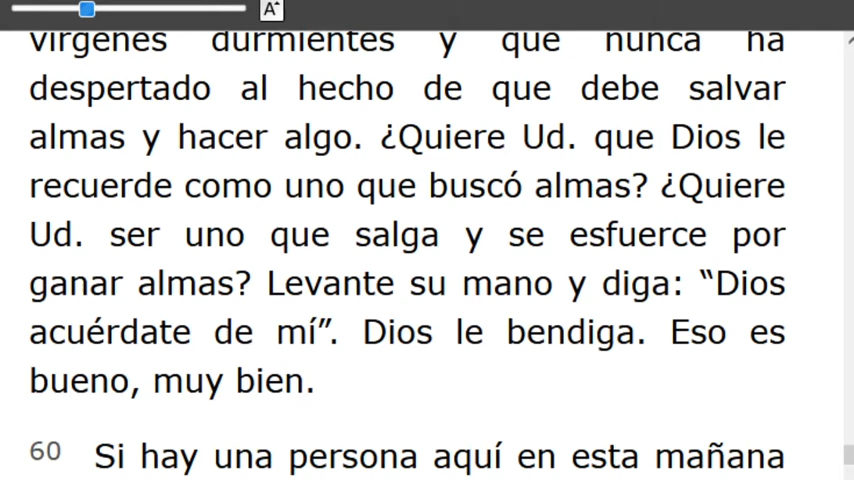 A
vírgenes durmientes y que nunca ha
despertado al hecho de que debe salvar
almas y hacer algo. ¿Quiere Ud. que Dios le
recuerde como uno que buscó almas? ¿Quiere
Ud. ser uno que salga y se esfuerce por
ganar almas? Levante su mano y diga: “Dios
acuérdate de mí”. Dios le bendiga. Eso es
bueno, muy bien.
60 Si hay una persona aquí en esta mañana